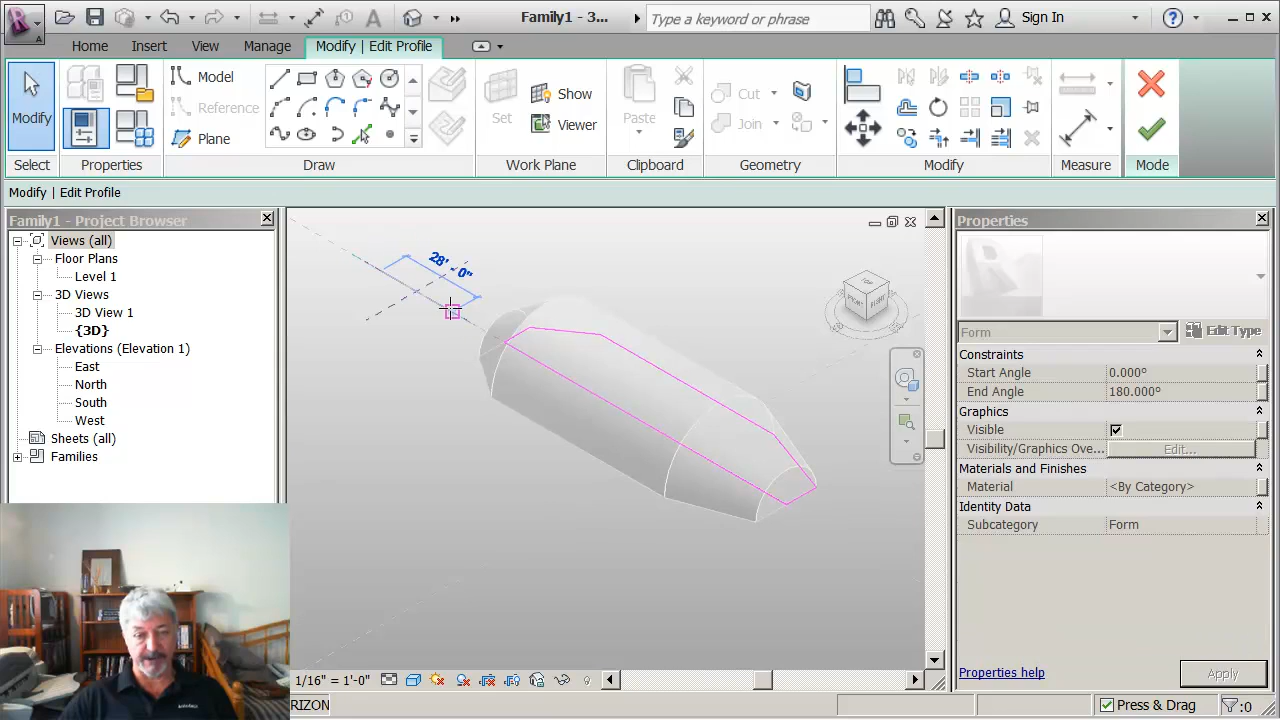 Family1 - 3...
Type a keyword or phrase
Sign In
Home
Insert
View
Manage
Modify | Edit Profile
Modify
Model
Reference
Plane
Set
Show
Viewer
Paste
Cut
Join
Select
Properties
Draw
Work Plane
Clipboard
Geometry
Modify
Measure
Mode
Modify | Edit Profile
Family1 - Project Browser
Views (all)
Floor Plans
Level 1
3D Views
3D View 1
{3D}
Elevations (Elevation 1)
East
North
South
West
Sheets (all)
Families
28' - 0"
Properties
Form
Edit Type
Constraints
Start Angle 0.000°
End Angle 180.000°
Graphics
Visible
Visibility/Graphics Ove... Edit...
Materials and Finishes
Material <By Category>
Identity Data
Subcategory Form
Properties help
Apply
1/16" = 1'-0"
RIZON
Press & Drag
:0